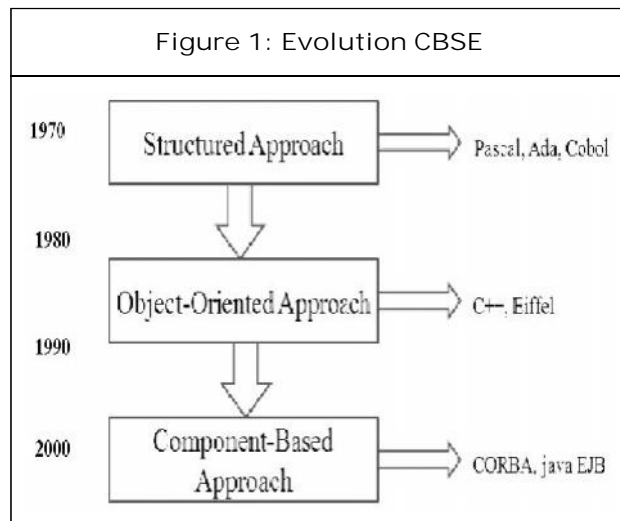 Figure 1: Evolution CBSE
1970
Structured Approach
Pascal, Ada, Cobol
1980
Object-Oriented Approach
C++, Eiffel
1990
2000
Component-Based
Approach
CORBA, java EJB